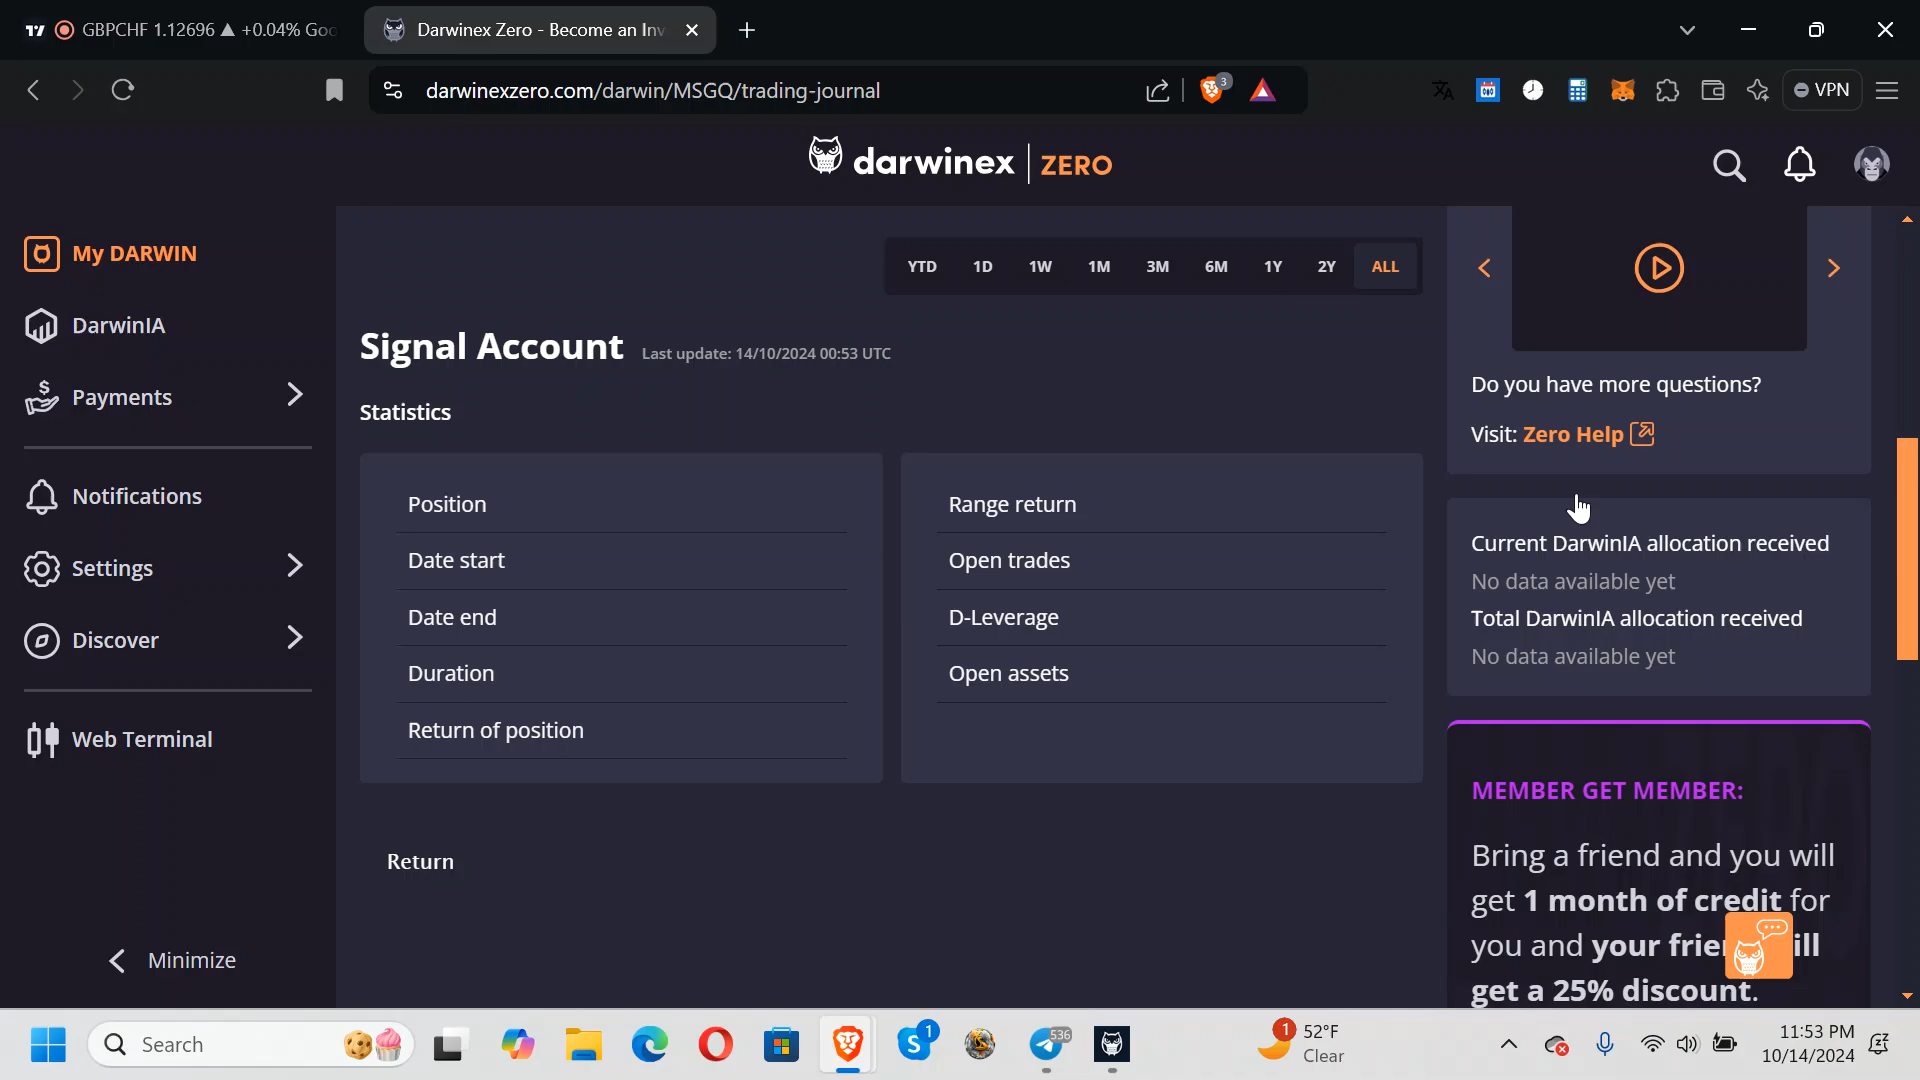 GBPCHF 1.12696 ▲ +0.04% Goo
Darwinex Zero - Become an Inv
darwinexzero.com/darwin/MSGQ/trading-journal
3
VPN
darwinex | ZERO
My DARWIN
DarwinIA
Payments
Notifications
Settings
Discover
Web Terminal
Minimize
YTD 1D 1W 1M 3M 6M 1Y 2Y ALL
Signal Account Last update: 14/10/2024 00:53 UTC
Statistics
Position
Date start
Date end
Duration
Return of position
Range return
Open trades
D-Leverage
Open assets
Return
Do you have more questions?
Visit: Zero Help
Current DarwinIA allocation received
No data available yet
Total DarwinIA allocation received
No data available yet
MEMBER GET MEMBER:
Bring a friend and you will
get 1 month of credit for
you and your frie ill
get a 25% discount.
Search
1
536
1
52°F
Clear
11:53 PM
10/14/2024